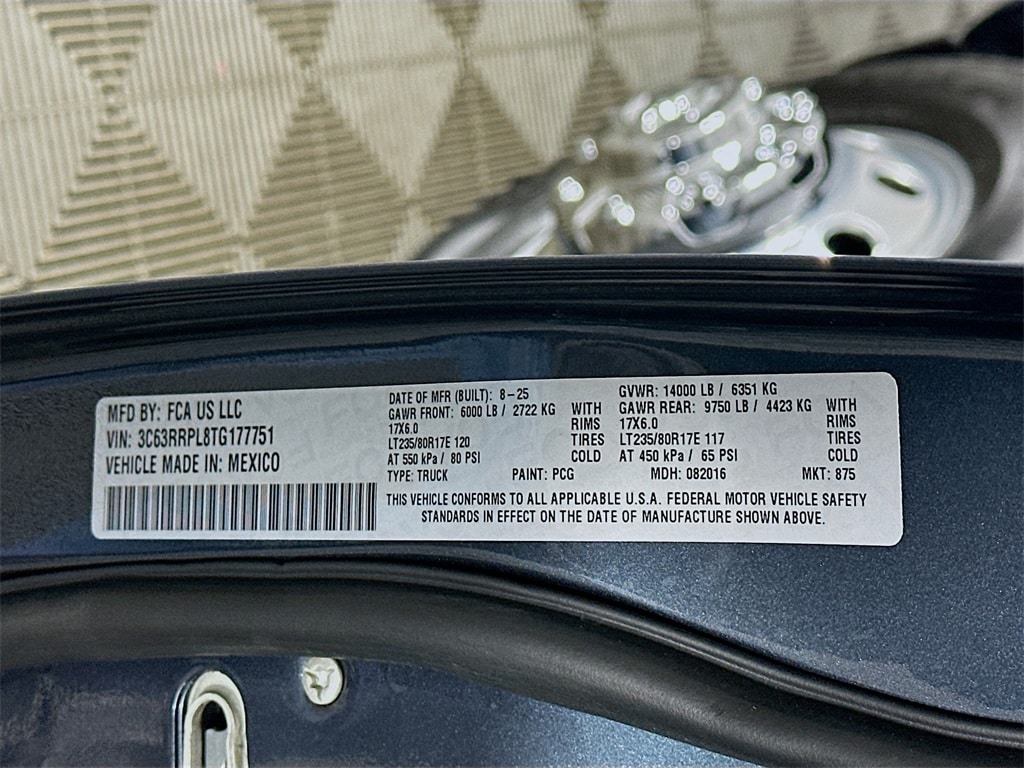 MFD BY: FCA US LLC
VIN: 3C63RRPL8TG177751
VEHICLE MADE IN: MEXICO
DATE OF MFR (BUILT): 8-25
GAWR FRONT: 6000 LB / 2722 KG WITH
17X6.0 RIMS
LT235/80R17E 120 TIRES
AT 550 kPa / 80 PSI COLD
GVWR: 14000 LB / 6351 KG
GAWR REAR: 9750 LB / 4423 KG WITH
17X6.0 RIMS
LT235/80R17E 117 TIRES
AT 450 kPa / 65 PSI COLD
TYPE: TRUCK PAINT: PCG MDH: 082016 MKT: 875
THIS VEHICLE CONFORMS TO ALL APPLICABLE U.S.A. FEDERAL MOTOR VEHICLE SAFETY
STANDARDS IN EFFECT ON THE DATE OF MANUFACTURE SHOWN ABOVE.